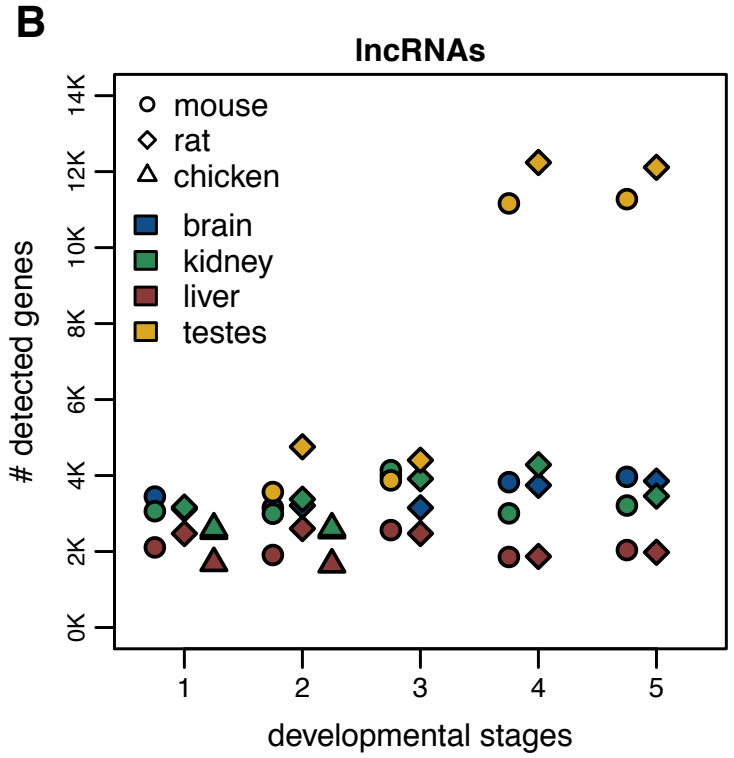 B
lncRNAs
mouse
rat
chicken
brain
kidney
liver
testes
# detected genes
14K
12K
10K
8K
6K
4K
2K
0K
1 2 3 4 5
developmental stages